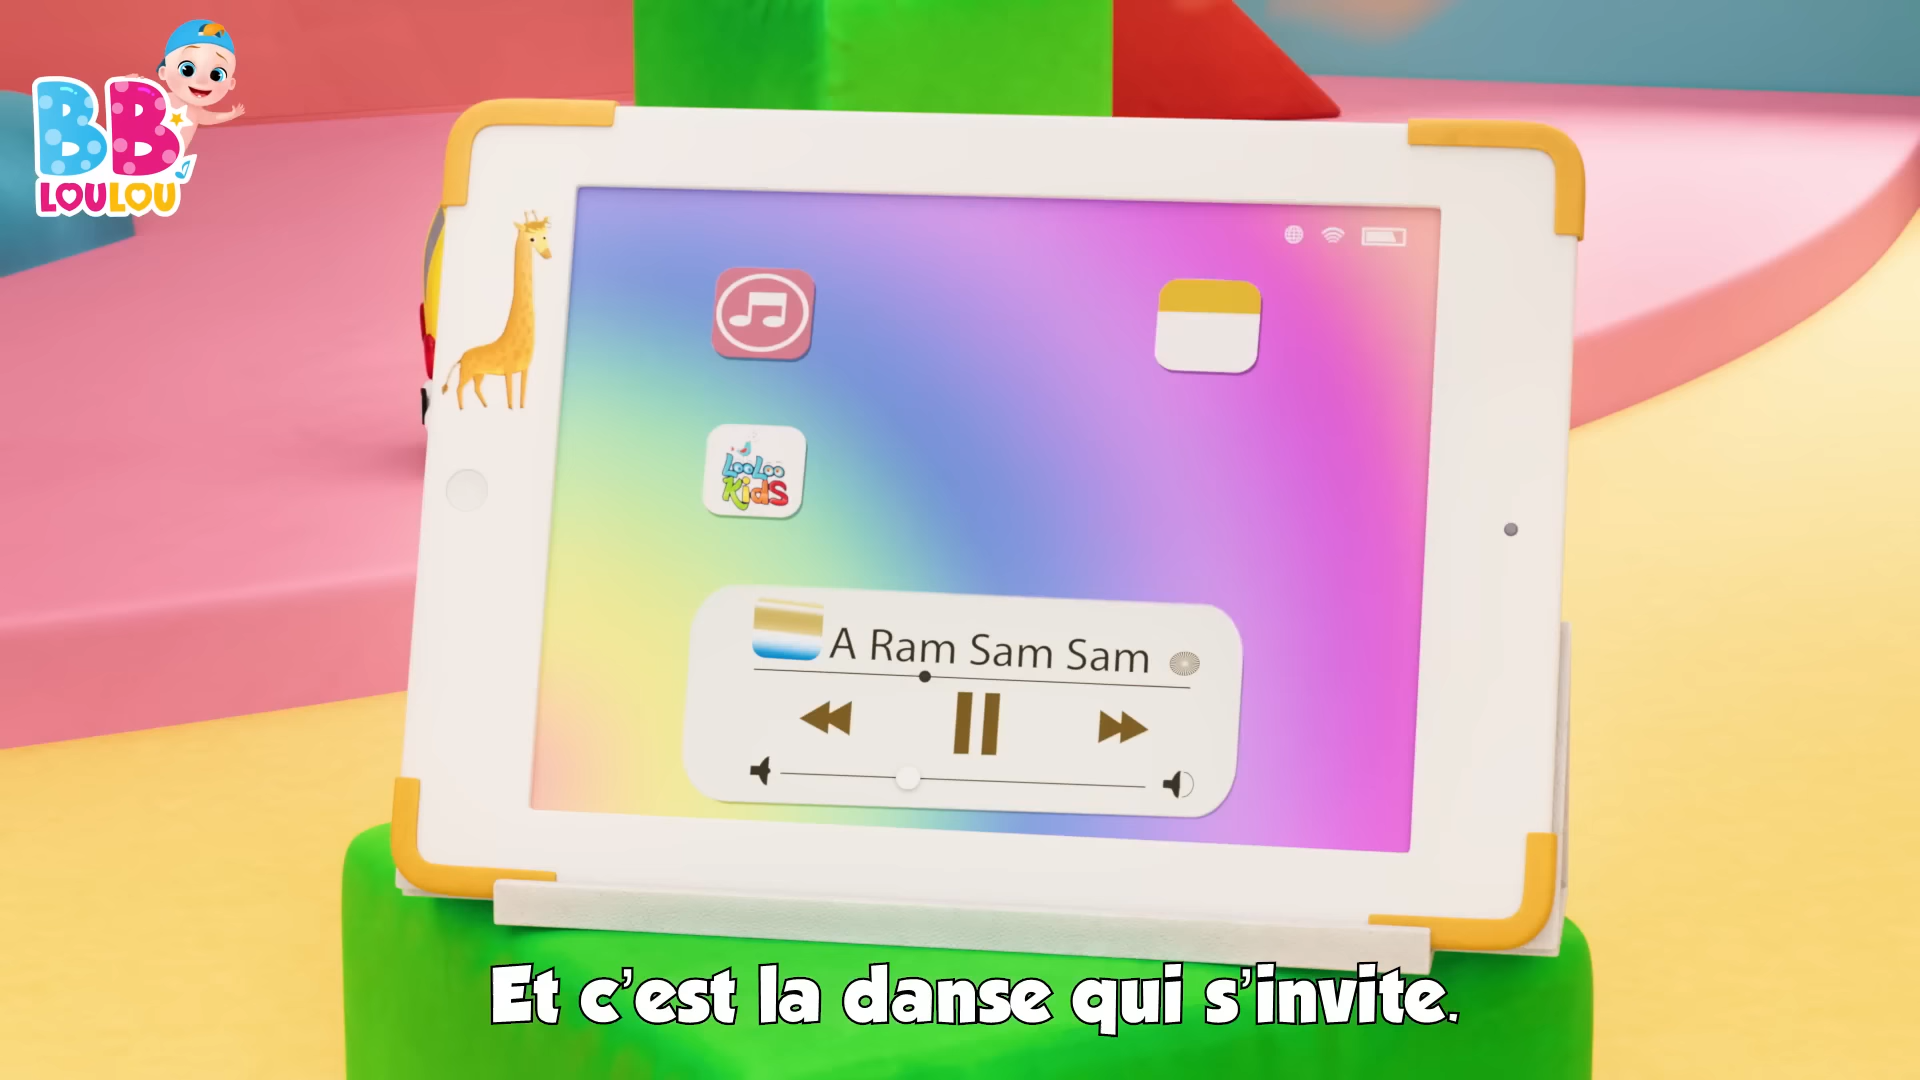 BB
LOULOU
LooLoo
Kids
A Ram Sam Sam
Et c'est la danse qui s'invite.